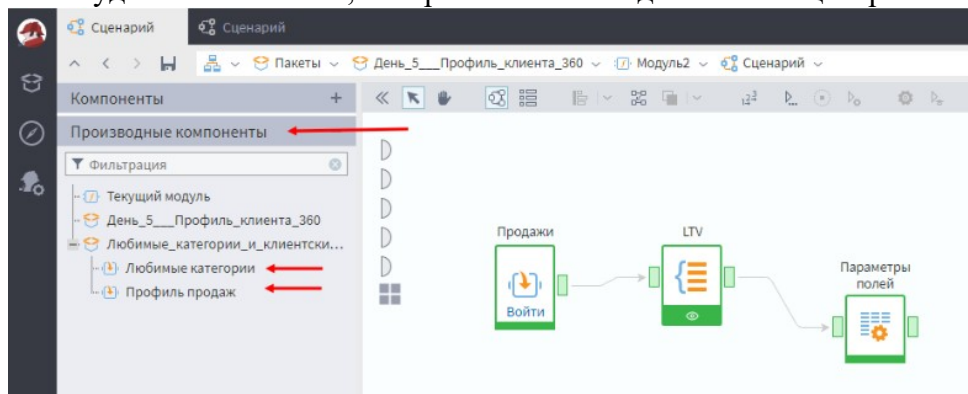 Сценарий
Сценарий
Пакеты
День_5___Профиль_клиента_360
Модуль2
Сценарий
Компоненты +
Производные компоненты
Фильтрация
Текущий модуль
День_5___Профиль_клиента_360
Любимые_категории_и_клиентски...
Любимые категории
Профиль продаж
Продажи
Войти
LTV
Параметры
полей